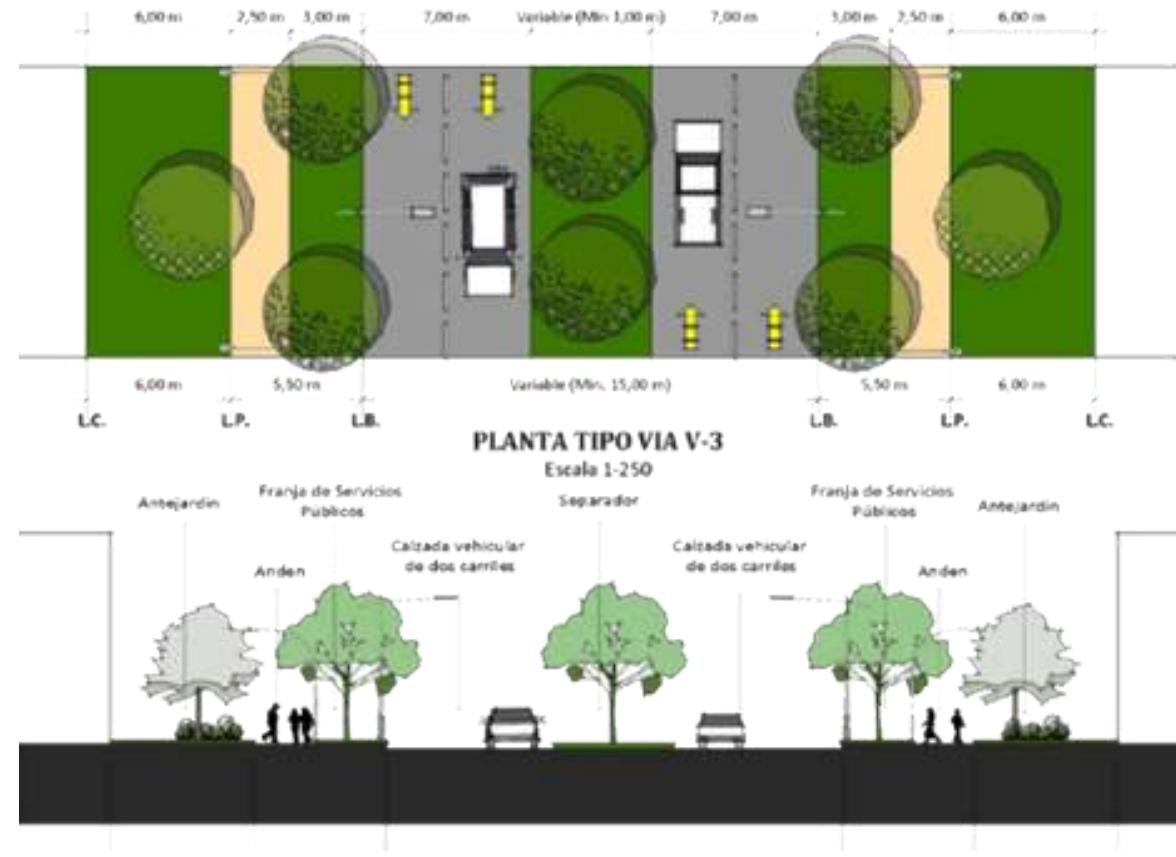 6,00 m 2,50 m 3,00 m 7,00 m Variable (Min 1,00 m) 7,00 m 3,00 m 2,50 m 6,00 m
6,00 m 5,50 m Variable (Min. 15,00 m) 5,50 m 6,00 m
L.C. L.P. L.B. L.B. L.P. L.C.
PLANTA TIPO VIA V-3
Escala 1-250
Antejardin Franja de Servicios Públicos Separador Franja de Servicios Públicos Antejardin
Calzada vehicular de dos carriles Calzada vehicular de dos carriles
Anden Anden